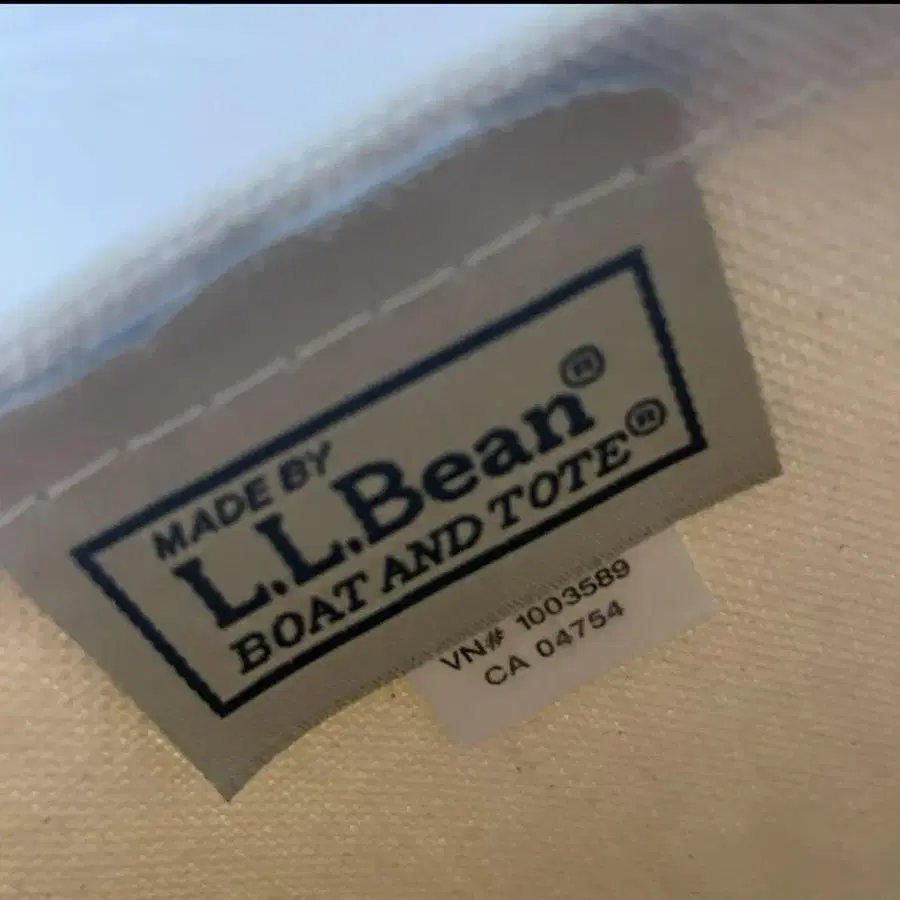 MADE BY
L.L.Bean®
BOAT AND TOTE®
VN# 1003589
CA 04754